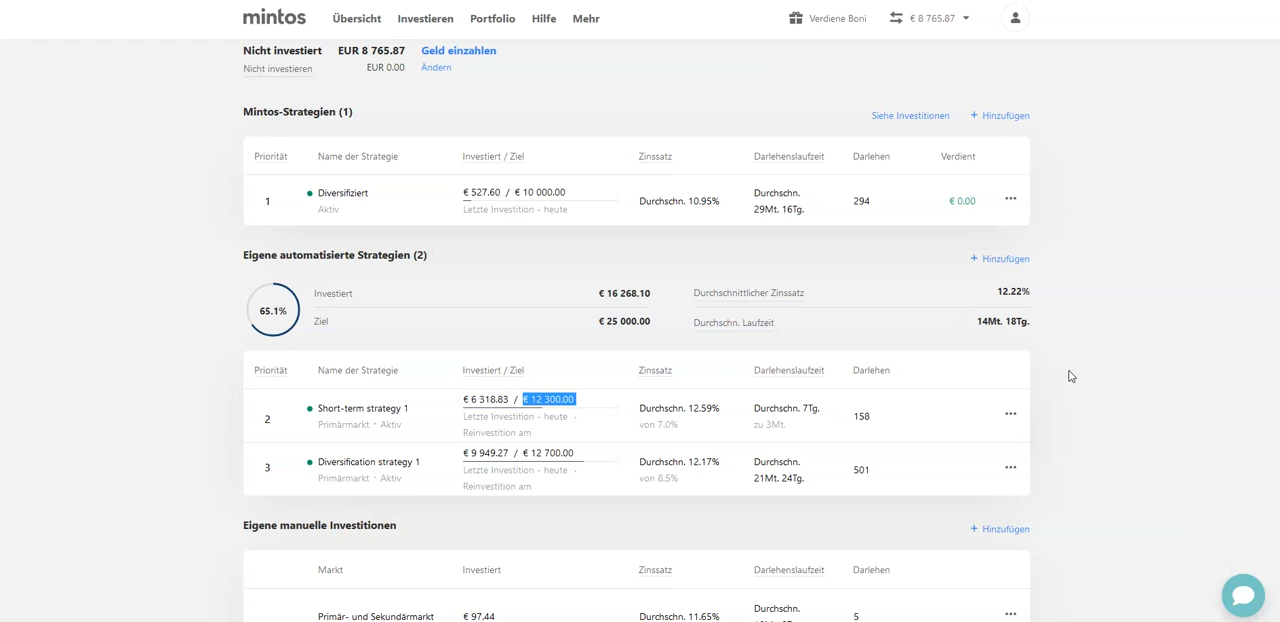 mintos Übersicht Investieren Portfolio Hilfe Mehr Verdiene Boni € 8 765.87
Nicht investiert EUR 8 765.87 Geld einzahlen
Nicht investieren EUR 0.00 Ändern
Mintos-Strategien (1) Siehe Investitionen + Hinzufügen
Priorität Name der Strategie Investiert / Ziel Zinssatz Darlehenslaufzeit Darlehen Verdient
1 Diversifiziert € 527.60 / € 10 000.00 Durchschn. 10.95% Durchschn. 294 € 0.00 ...
Aktiv Letzte Investition - heute 29Mt. 16Tg.
Eigene automatisierte Strategien (2) + Hinzufügen
65.1% Investiert € 16 268.10 Durchschnittlicher Zinssatz 12.22%
Ziel € 25 000.00 Durchschn. Laufzeit 14Mt. 18Tg.
Priorität Name der Strategie Investiert / Ziel Zinssatz Darlehenslaufzeit Darlehen
2 Short-term strategy 1 € 6 318.83 / € 12 300.00 Durchschn. 12.59% Durchschn. 7Tg. 158 ...
Primärmarkt · Aktiv Letzte Investition - heute · von 7.0% zu 3Mt.
Reinvestition am
3 Diversification strategy 1 € 9 949.27 / € 12 700.00 Durchschn. 12.17% Durchschn. 501 ...
Primärmarkt · Aktiv Letzte Investition - heute · von 8.5% 21Mt. 24Tg.
Reinvestition am
Eigene manuelle Investitionen + Hinzufügen
Markt Investiert Zinssatz Darlehenslaufzeit Darlehen
Primär- und Sekundärmarkt € 97.44 Durchschn. 11.65% Durchschn. 5 ...